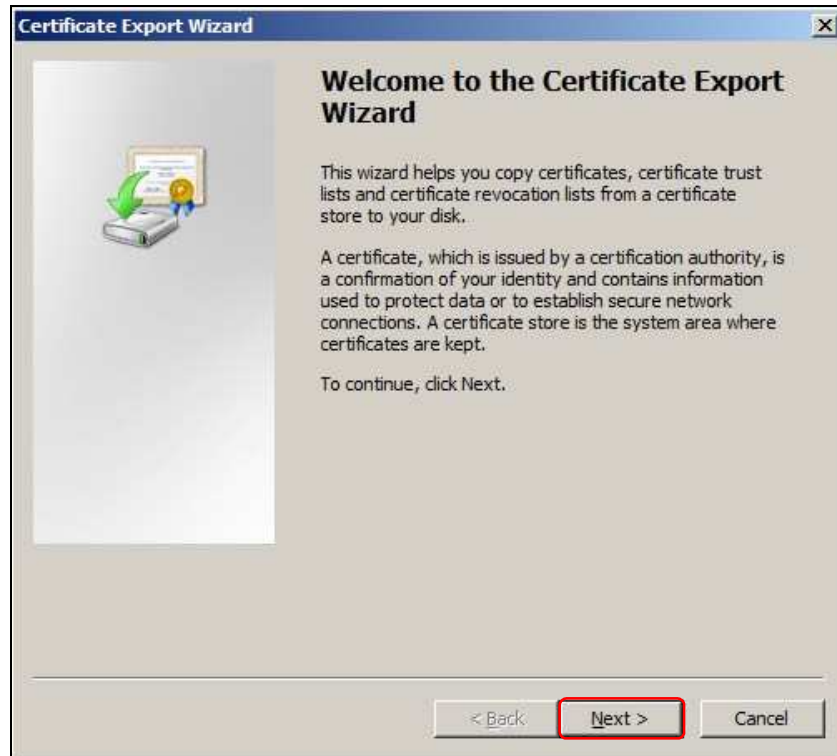 Certificate Export Wizard
Welcome to the Certificate Export
Wizard
This wizard helps you copy certificates, certificate trust
lists and certificate revocation lists from a certificate
store to your disk.
A certificate, which is issued by a certification authority, is
a confirmation of your identity and contains information
used to protect data or to establish secure network
connections. A certificate store is the system area where
certificates are kept.
To continue, click Next.
< Back
Next >
Cancel